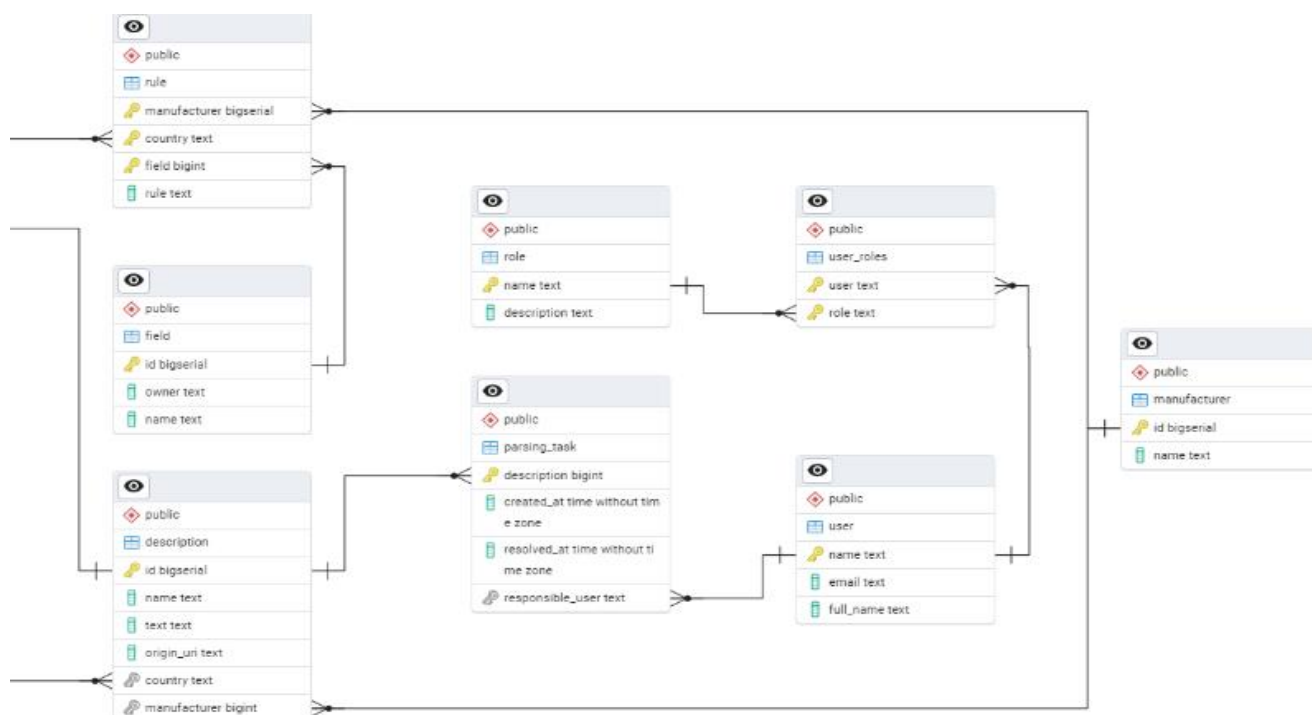 public
rule
manufacturer bigserial
country text
field bigint
rule text
public
field
id bigserial
owner text
name text
public
description
id bigserial
name text
text text
origin_uri text
country text
manufacturer bigint
public
role
name text
description text
public
parsing_task
description bigint
created_at time without tim
e zone
resolved_at time without ti
me zone
responsible_user text
public
user_roles
user text
role text
public
user
name text
email text
full_name text
public
manufacturer
id bigserial
name text